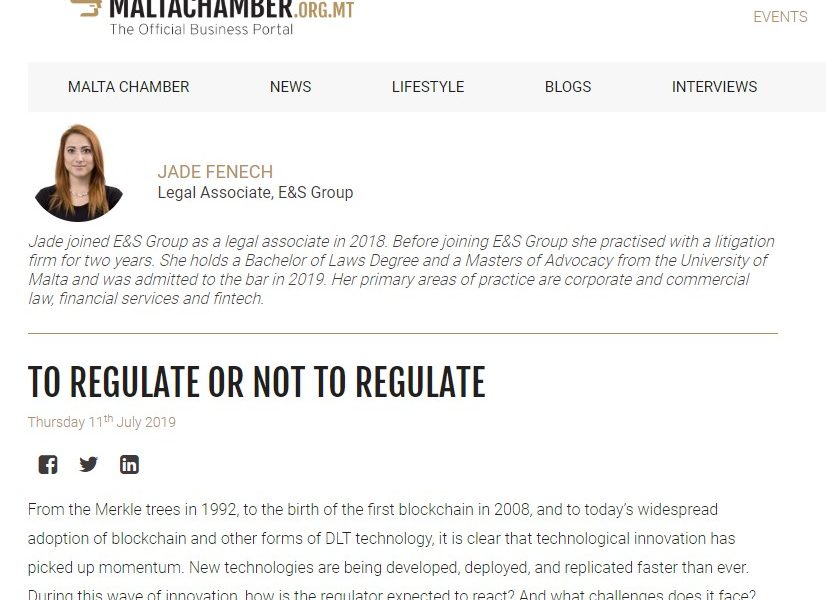 MALTACHAMBER.ORG.MT
The Official Business Portal
EVENTS
MALTA CHAMBER NEWS LIFESTYLE BLOGS INTERVIEWS
JADE FENECH
Legal Associate, E&S Group
Jade joined E&S Group as a legal associate in 2018. Before joining E&S Group she practised with a litigation
firm for two years. She holds a Bachelor of Laws Degree and a Masters of Advocacy from the University of
Malta and was admitted to the bar in 2019. Her primary areas of practice are corporate and commercial
law, financial services and fintech.
TO REGULATE OR NOT TO REGULATE
Thursday 11th July 2019
From the Merkle trees in 1992, to the birth of the first blockchain in 2008, and to today’s widespread
adoption of blockchain and other forms of DLT technology, it is clear that technological innovation has
picked up momentum. New technologies are being developed, deployed, and replicated faster than ever.
During this wave of innovation, how is the regulator expected to react? And what challenges does it face?